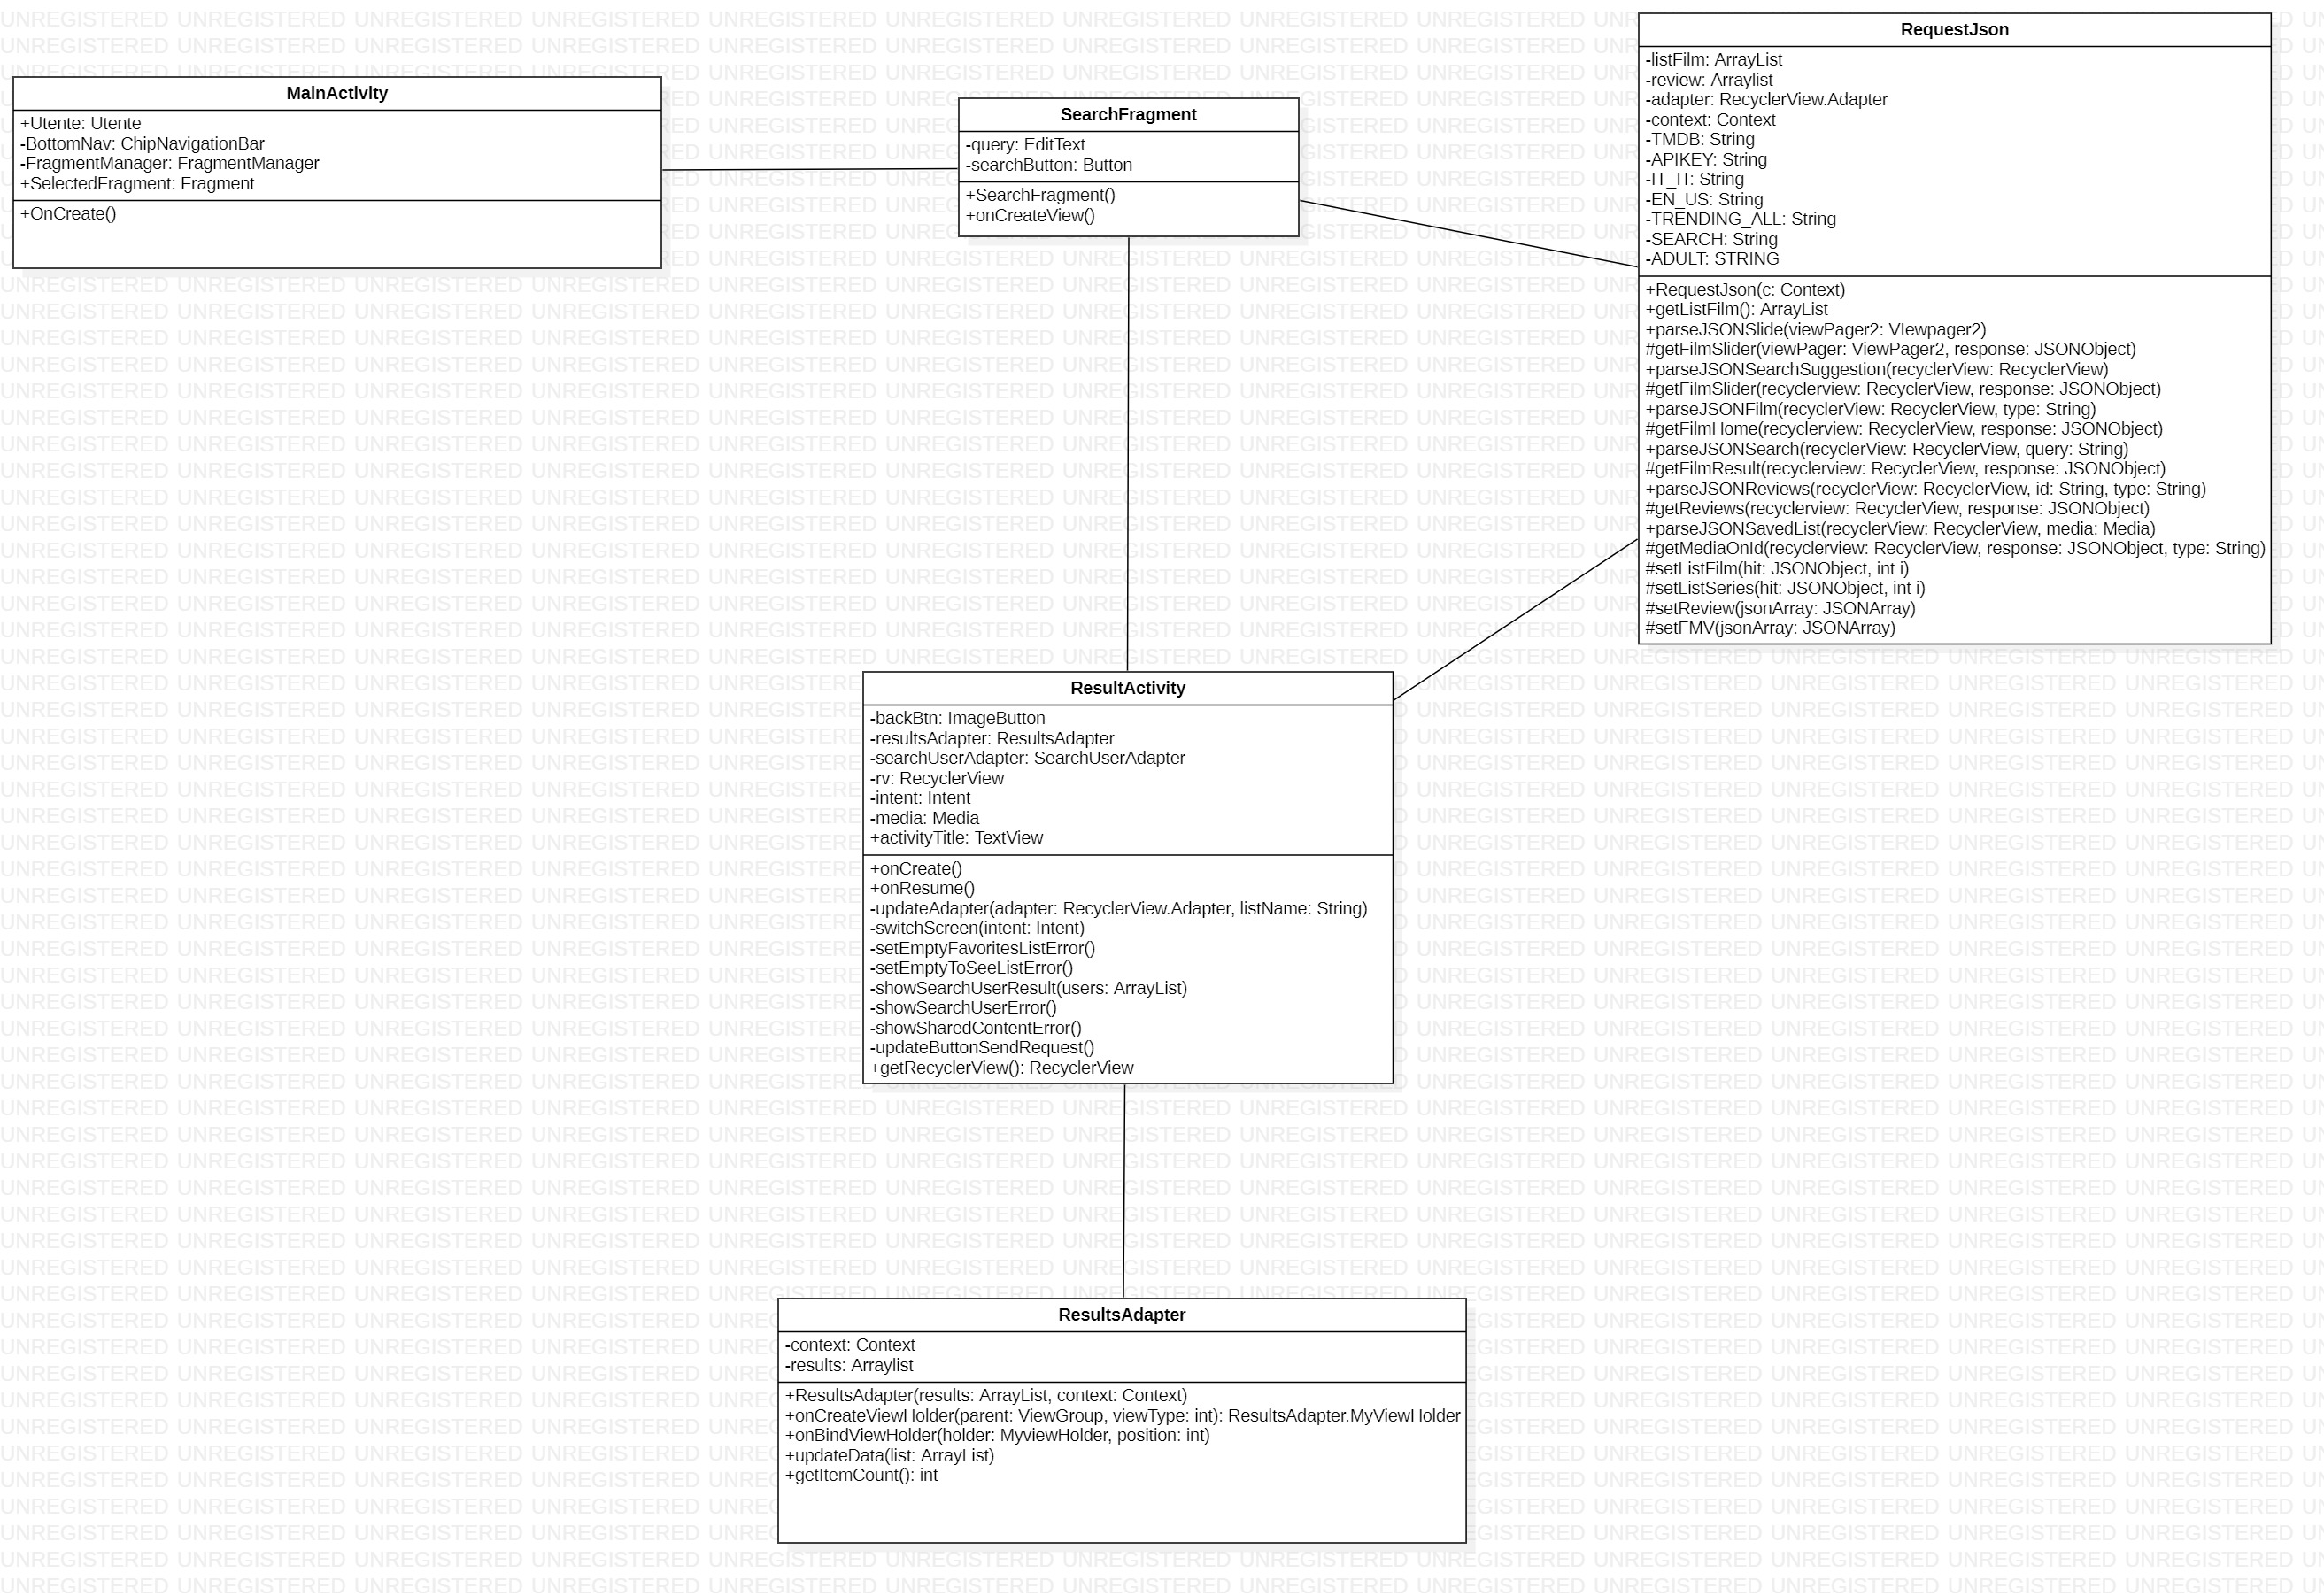 MainActivity
+Utente: Utente
-BottomNav: ChipNavigationBar
-FragmentManager: FragmentManager
+SelectedFragment: Fragment
+OnCreate()
SearchFragment
-query: EditText
-searchButton: Button
+SearchFragment()
+onCreateView()
RequestJson
-listFilm: ArrayList
-review: Arraylist
-adapter: RecyclerView.Adapter
-context: Context
-TMDB: String
-APIKEY: String
-IT_IT: String
-EN_US: String
-TRENDING_ALL: String
-SEARCH: String
-ADULT: STRING
+RequestJson(c: Context)
+getListFilm(): ArrayList
+parseJSONSlide(viewPager2: VIewpager2)
#getFilmSlider(viewPager: ViewPager2, response: JSONObject)
+parseJSONSearchSuggestion(recyclerView: RecyclerView)
#getFilmSlider(recyclerview: RecyclerView, response: JSONObject)
+parseJSONFilm(recyclerView: RecyclerView, type: String)
#getFilmHome(recyclerview: RecyclerView, response: JSONObject)
+parseJSONSearch(recyclerView: RecyclerView, query: String)
#getFilmResult(recyclerview: RecyclerView, response: JSONObject)
+parseJSONReviews(recyclerView: RecyclerView, id: String, type: String)
#getReviews(recyclerview: RecyclerView, response: JSONObject)
+parseJSONSavedList(recyclerView: RecyclerView, media: Media)
#getMediaOnId(recyclerview: RecyclerView, response: JSONObject, type: String)
#setListFilm(hit: JSONObject, int i)
#setListSeries(hit: JSONObject, int i)
#setReview(jsonArray: JSONArray)
#setFMV(jsonArray: JSONArray)
ResultActivity
-backBtn: ImageButton
-resultsAdapter: ResultsAdapter
-searchUserAdapter: SearchUserAdapter
-rv: RecyclerView
-intent: Intent
-media: Media
+activityTitle: TextView
+onCreate()
+onResume()
-updateAdapter(adapter: RecyclerView.Adapter, listName: String)
-switchScreen(intent: Intent)
-setEmptyFavoritesListError()
-setEmptyToSeeListError()
-showSearchUserResult(users: ArrayList)
-showSearchUserError()
-showSharedContentError()
-updateButtonSendRequest()
+getRecyclerView(): RecyclerView
ResultsAdapter
-context: Context
-results: Arraylist
+ResultsAdapter(results: ArrayList, context: Context)
+onCreateViewHolder(parent: ViewGroup, viewType: int): ResultsAdapter.MyViewHolder
+onBindViewHolder(holder: MyviewHolder, position: int)
+updateData(list: ArrayList)
+getItemCount(): int